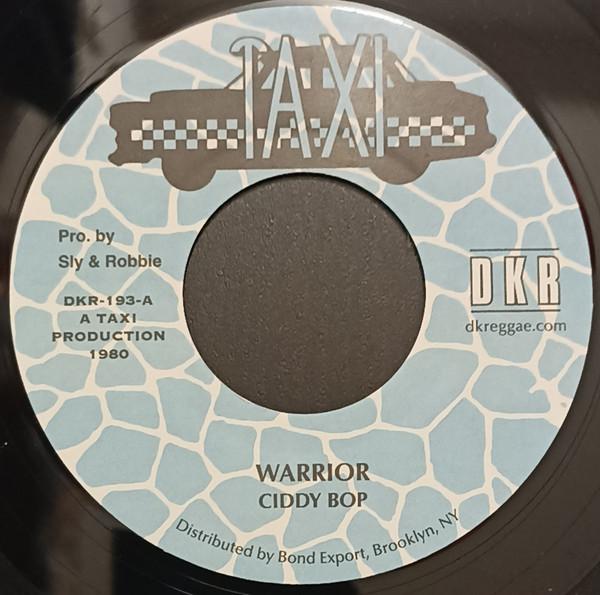 TAXI
Pro. by
Sly & Robbie
DKR-193-A
A TAXI
PRODUCTION
1980
DKR
dkreggae.com
WARRIOR
CIDDY BOP
Distributed by Bond Export, Brooklyn, NY